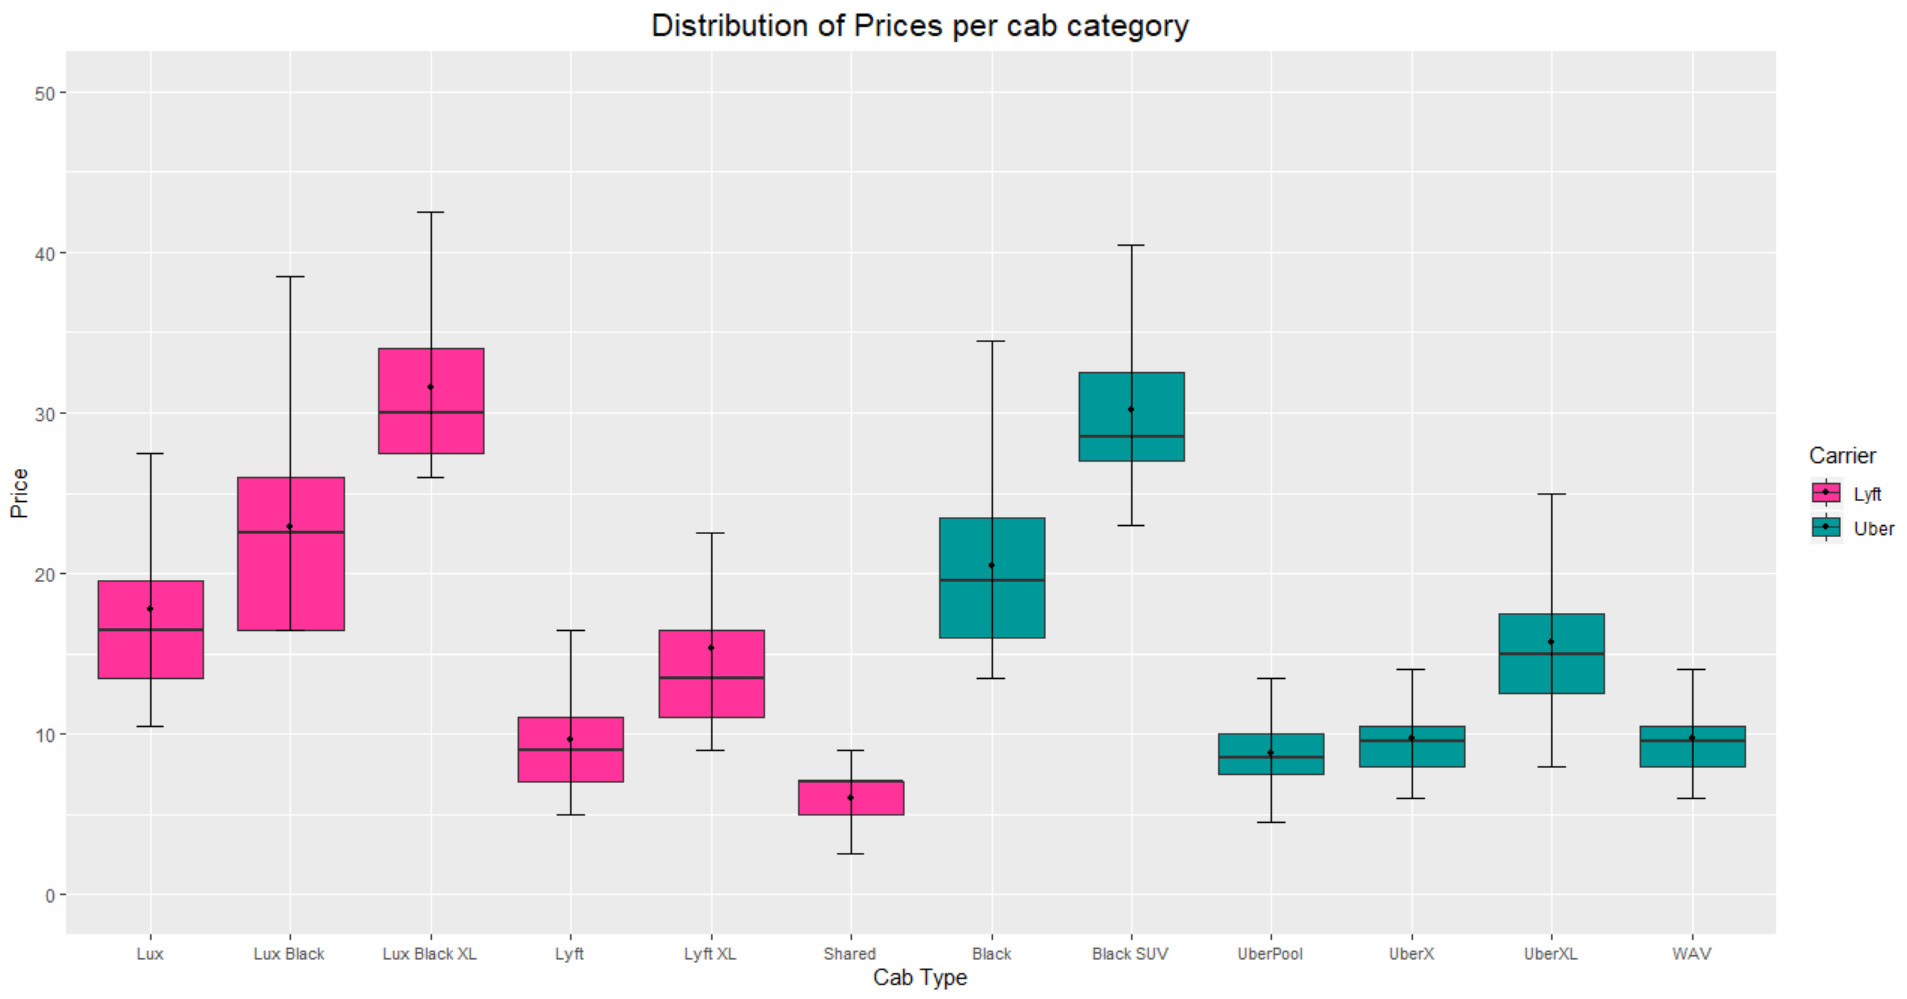 Distribution of Prices per cab category
Price
50
40
30
20
10
0
Lux Lux Black Lux Black XL Lyft Lyft XL Shared Black Black SUV UberPool UberX UberXL WAV
Cab Type
Carrier
Lyft
Uber